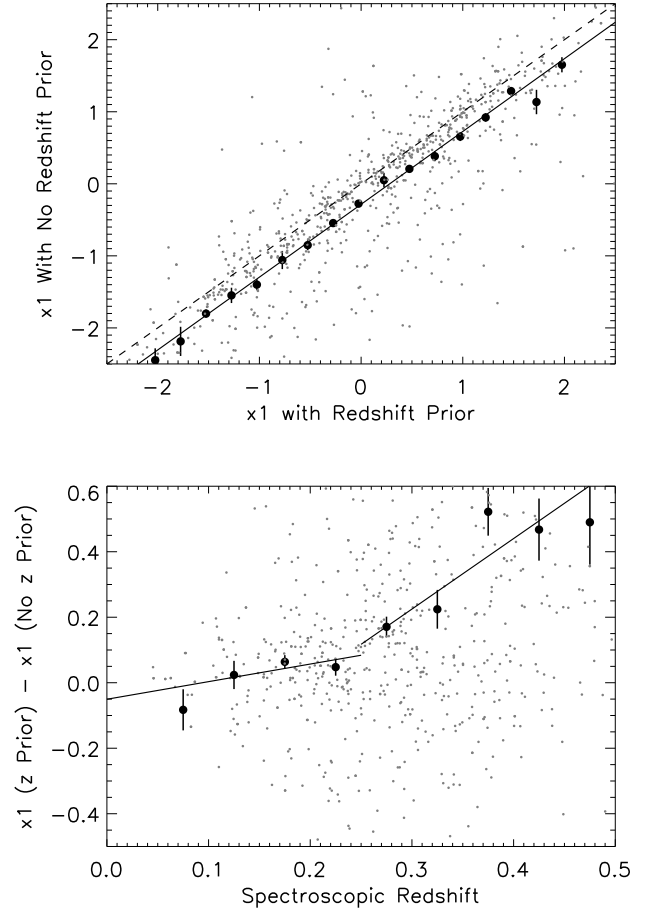 x1 With No Redshift Prior
2
1
0
−1
−2
−2 −1 0 1 2
x1 with Redshift Prior
x1 (z Prior) − x1 (No z Prior)
0.6
0.4
0.2
0.0
−0.2
−0.4
0.0 0.1 0.2 0.3 0.4 0.5
Spectroscopic Redshift